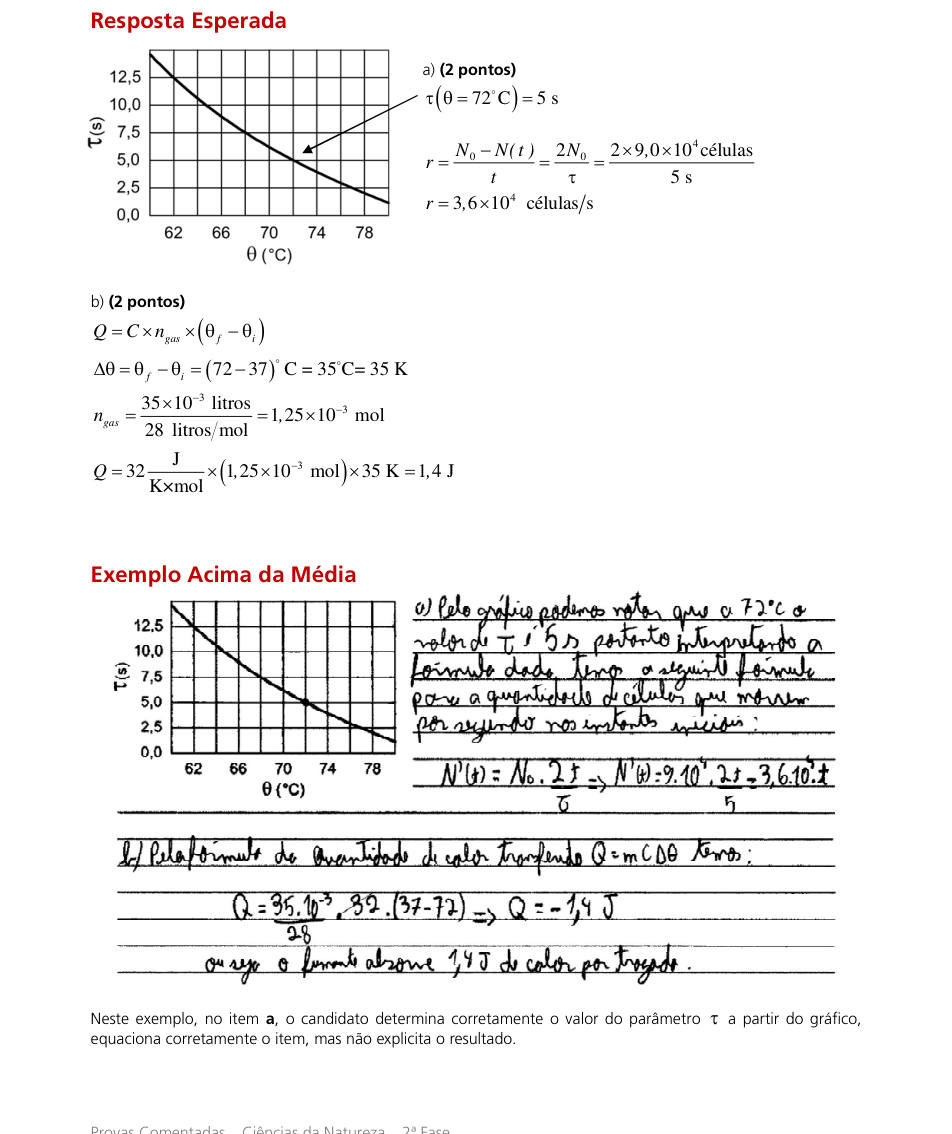 Resposta Esperada
12,5
10,0
7,5
5,0
2,5
0,0
τ(s)
62 66 70 74 78
θ (°C)
a) (2 pontos)
τ(θ = 72°C) = 5 s
r = (N₀ − N(t))/t = 2N₀/τ = (2×9,0×10⁴ células)/(5 s)
r = 3,6×10⁴ células/s
b) (2 pontos)
Q = C × n_gas × (θ_f − θ_i)
Δθ = θ_f − θ_i = (72 − 37)°C = 35°C = 35 K
n_gas = (35×10⁻³ litros)/(28 litros/mol) = 1,25×10⁻³ mol
Q = 32 J/(K×mol) × (1,25×10⁻³ mol) × 35 K = 1,4 J
Exemplo Acima da Média
12,5
10,0
7,5
5,0
2,5
0,0
τ(s)
62 66 70 74 78
θ (°C)
a) Pelo gráfico podemos notar que a 72°C o
valor de τ é 5 s portanto interpretando a
fórmula dada, temos a seguinte fórmula
para a quantidade de células que morrem
por segundo nos instantes iniciais:
N'(t) = N₀ . 2t/τ => N'(t) = 9.10⁴ . 2t/5 = 3,6.10⁴.t
b) Pela fórmula da quantidade de calor transferida Q = m C Δθ temos:
Q = 35.10⁻³/28 . 32 . (37-72) => Q = -1,4 J
ou seja o fumante absorve 1,4 J de calor por tragada.
Neste exemplo, no item a, o candidato determina corretamente o valor do parâmetro τ a partir do gráfico,
equaciona corretamente o item, mas não explicita o resultado.
Provas Comentadas Ciências da Natureza 2ª Fase